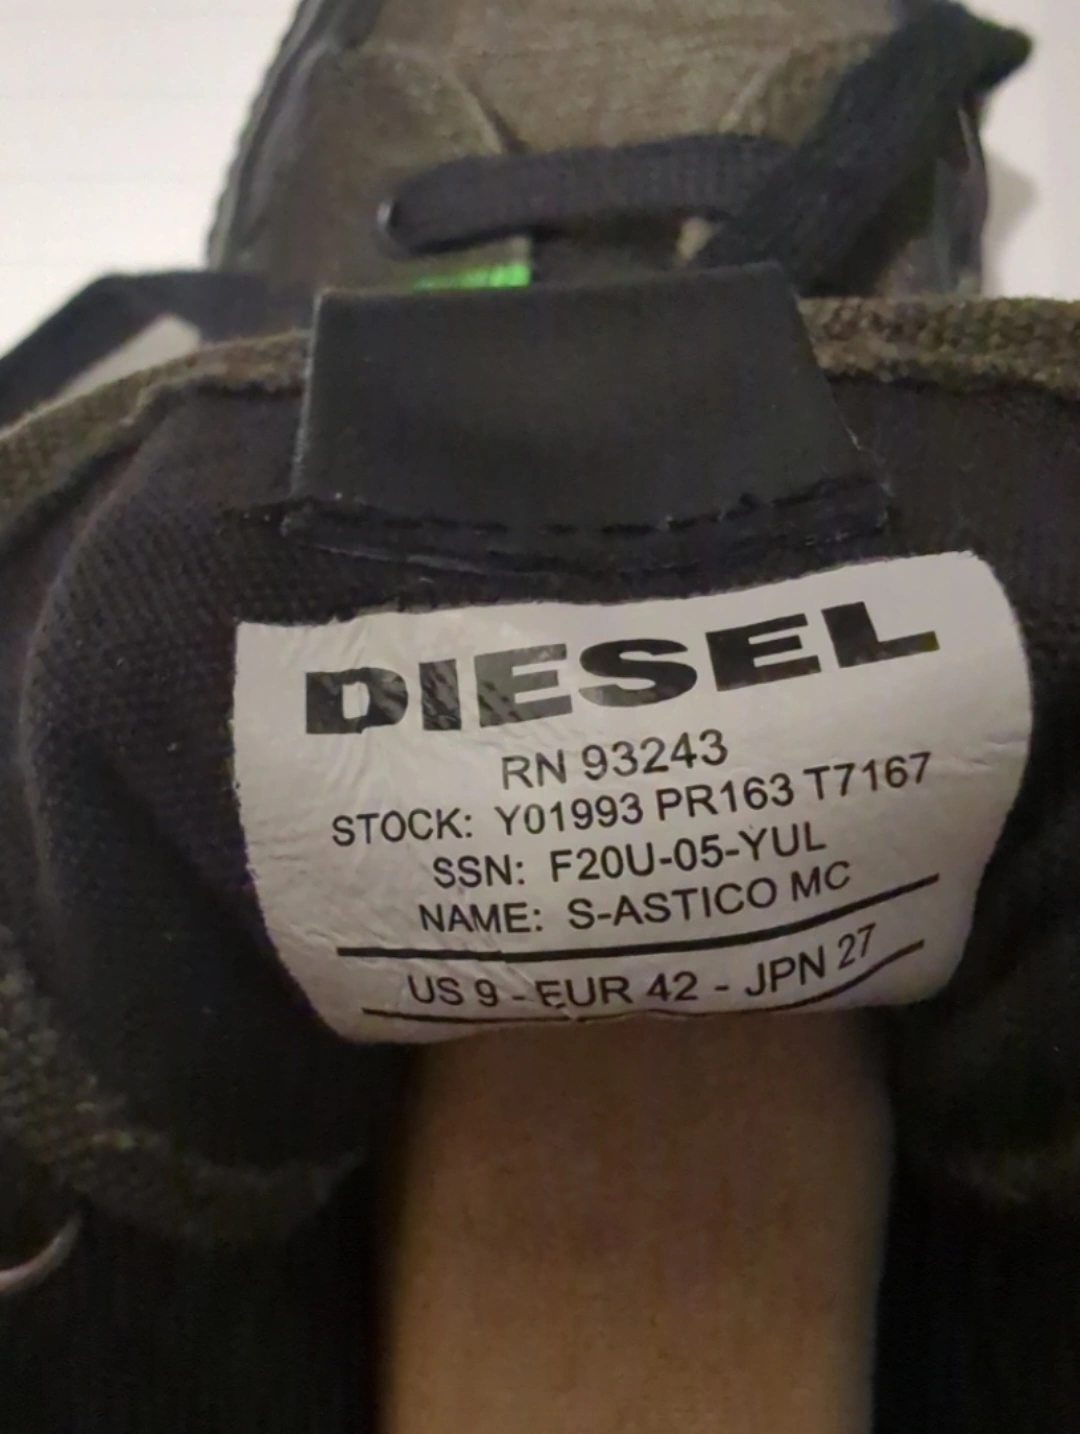 DIESEL
RN 93243
STOCK: Y01993 PR163 T7167
SSN: F20U-05-YUL
NAME: S-ASTICO MC
US 9 - EUR 42 - JPN 27